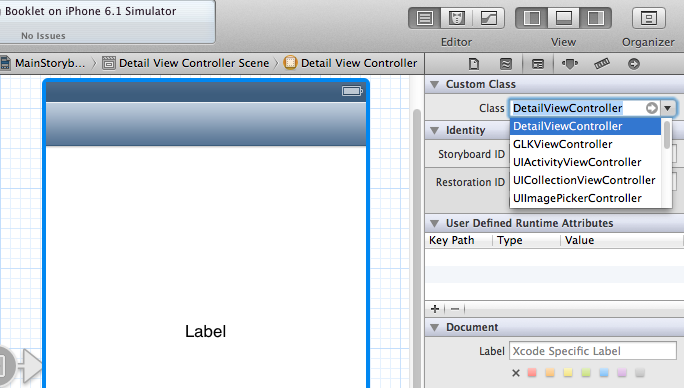 g Booklet on iPhone 6.1 Simulator
No Issues
Editor
View
Organizer
MainStoryb...
Detail View Controller Scene
Detail View Controller
Custom Class
Class DetailViewController
DetailViewController
GLKViewController
UIActivityViewController
UICollectionViewController
UIImagePickerController
Identity
Storyboard ID
Restoration ID
User Defined Runtime Attributes
Key Path Type Value
Label
Document
Label Xcode Specific Label